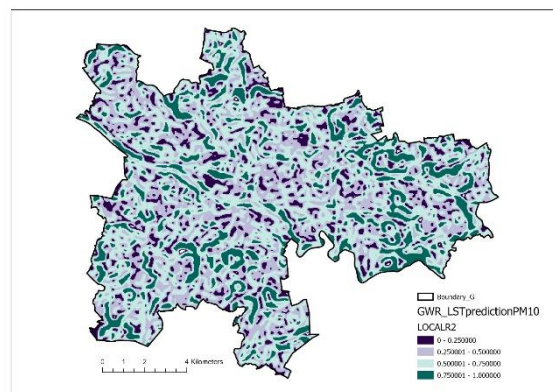 Boundary_G
GWR_LSTpredictionPM10
LOCALR2
0 - 0.250000
0.250001 - 0.500000
0.500001 - 0.750000
0.750001 - 1.000000
0 1 2 4 Kilometers